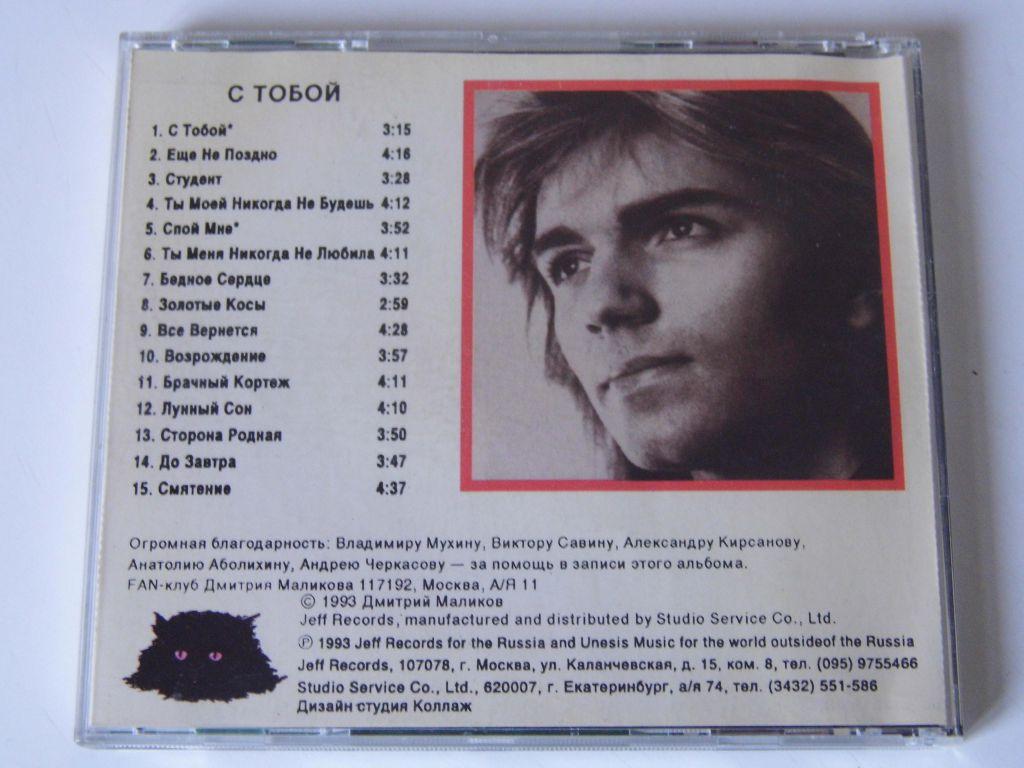 С ТОБОЙ
1. С Тобой* 3:15
2. Еще Не Поздно 4:16
3. Студент 3:28
4. Ты Моей Никогда Не Будешь 4:12
5. Спой Мне* 3:52
6. Ты Меня Никогда Не Любила 4:11
7. Бедное Сердце 3:32
8. Золотые Косы 2:59
9. Все Вернется 4:28
10. Возрождение 3:57
11. Брачный Кортеж 4:11
12. Лунный Сон 4:10
13. Сторона Родная 3:50
14. До Завтра 3:47
15. Смятение 4:37
Огромная благодарность: Владимиру Мухину, Виктору Савину, Александру Кирсанову,
Анатолию Аболихину, Андрею Черкасову — за помощь в записи этого альбома.
FAN-клуб Дмитрия Маликова 117192, Москва, А/Я 11
© 1993 Дмитрий Маликов
Jeff Records, manufactured and distributed by Studio Service Co., Ltd.
℗ 1993 Jeff Records for the Russia and Unesis Music for the world outsideof the Russia
Jeff Records, 107078, г. Москва, ул. Каланчевская, д. 15, ком. 8, тел. (095) 9755466
Studio Service Co., Ltd., 620007, г. Екатеринбург, а/я 74, тел. (3432) 551-586
Дизайн-студия Коллаж